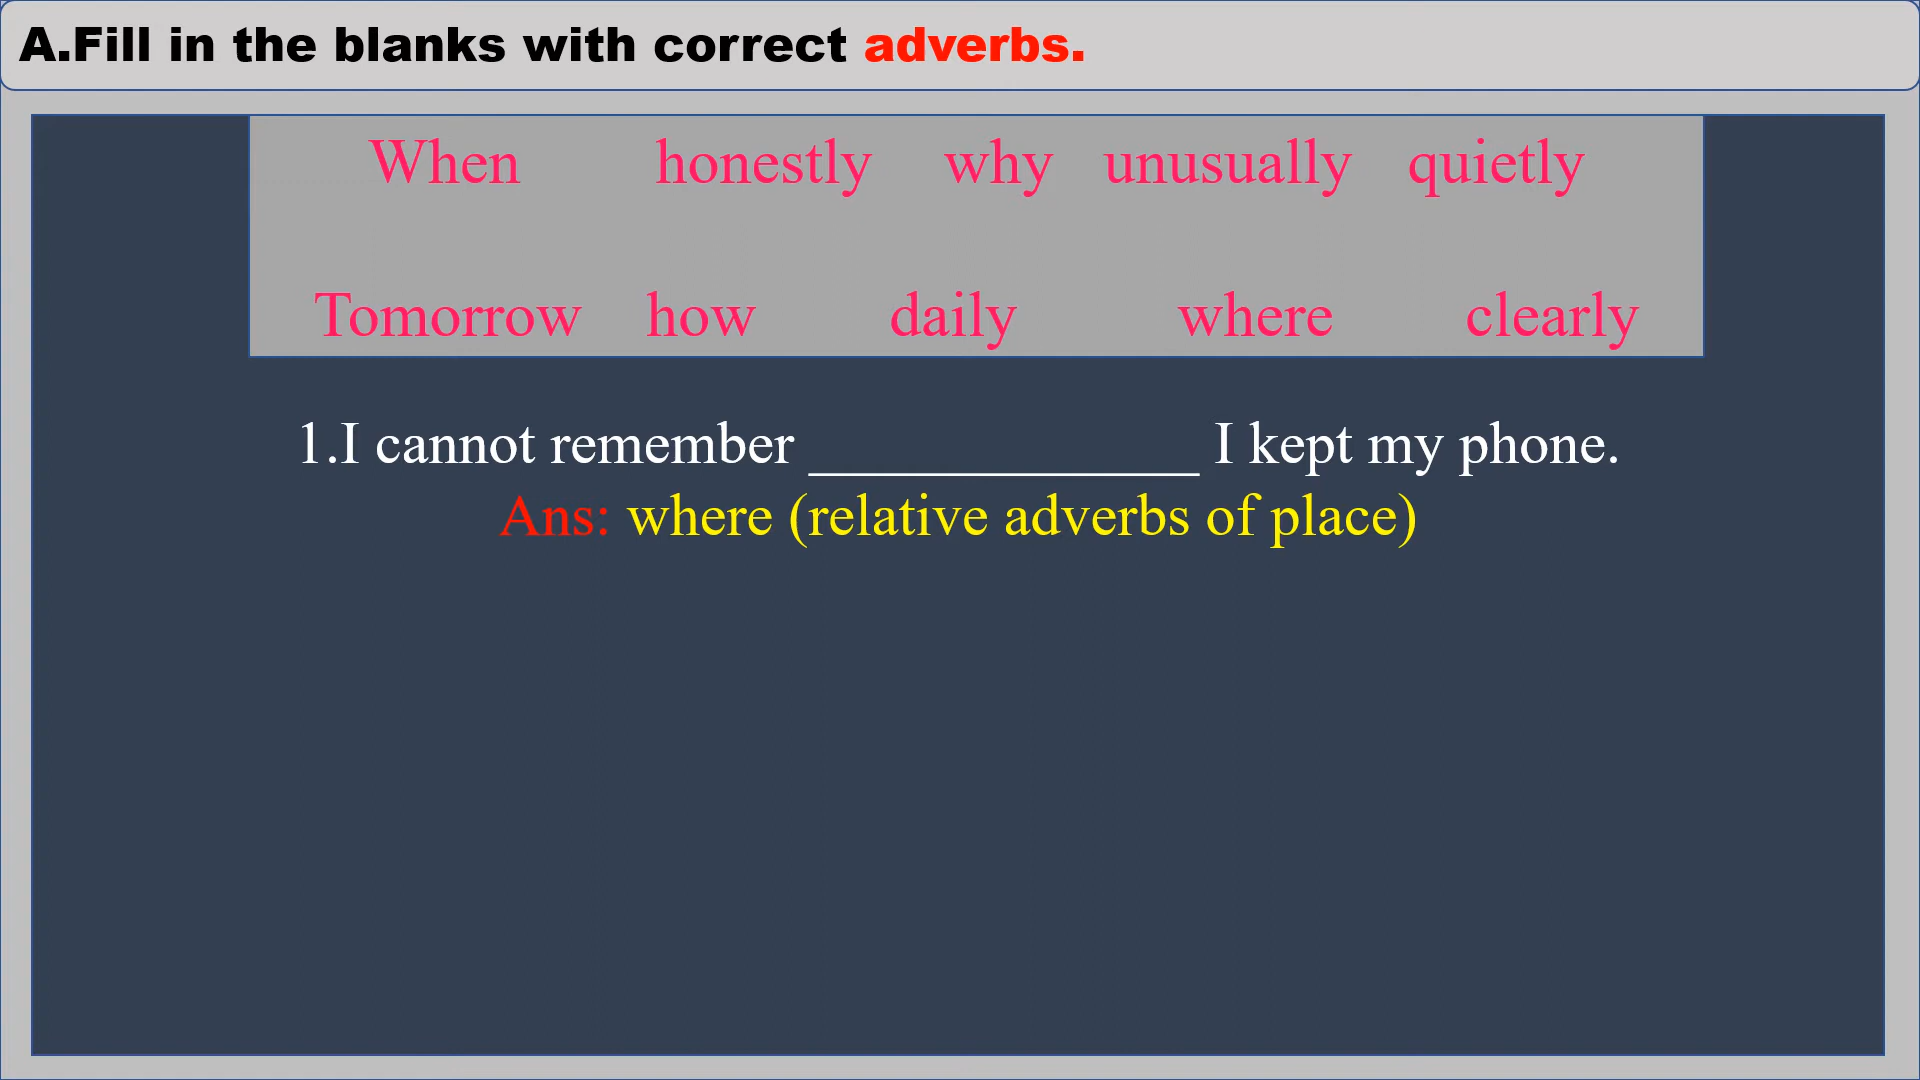 A.Fill in the blanks with correct adverbs.
When honestly why unusually quietly
Tomorrow how daily where clearly
1.I cannot remember ______________ I kept my phone.
Ans: where (relative adverbs of place)